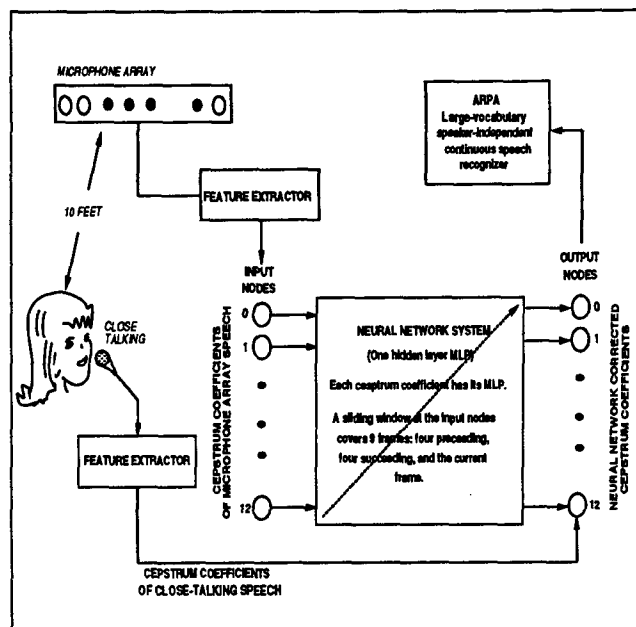 MICROPHONE ARRAY
ARPA
Large-vocabulary
speaker-independent
continuous speech
recognizer
FEATURE EXTRACTOR
10 FEET
INPUT
NODES
OUTPUT
NODES
CLOSE
TALKING
CEPSTRUM COEFFICIENTS
OF MICROPHONE ARRAY SPEECH
0
1
12
NEURAL NETWORK SYSTEM
(One hidden layer MLP)
Each cepstrum coefficient has its MLP.
A sliding window at the input nodes
covers 9 frames: four preceeding,
four succeeding, and the current
frame.
0
1
12
NEURAL NETWORK CORRECTED
CEPSTRUM COEFFICIENTS
FEATURE EXTRACTOR
CEPSTRUM COEFFICIENTS
OF CLOSE-TALKING SPEECH